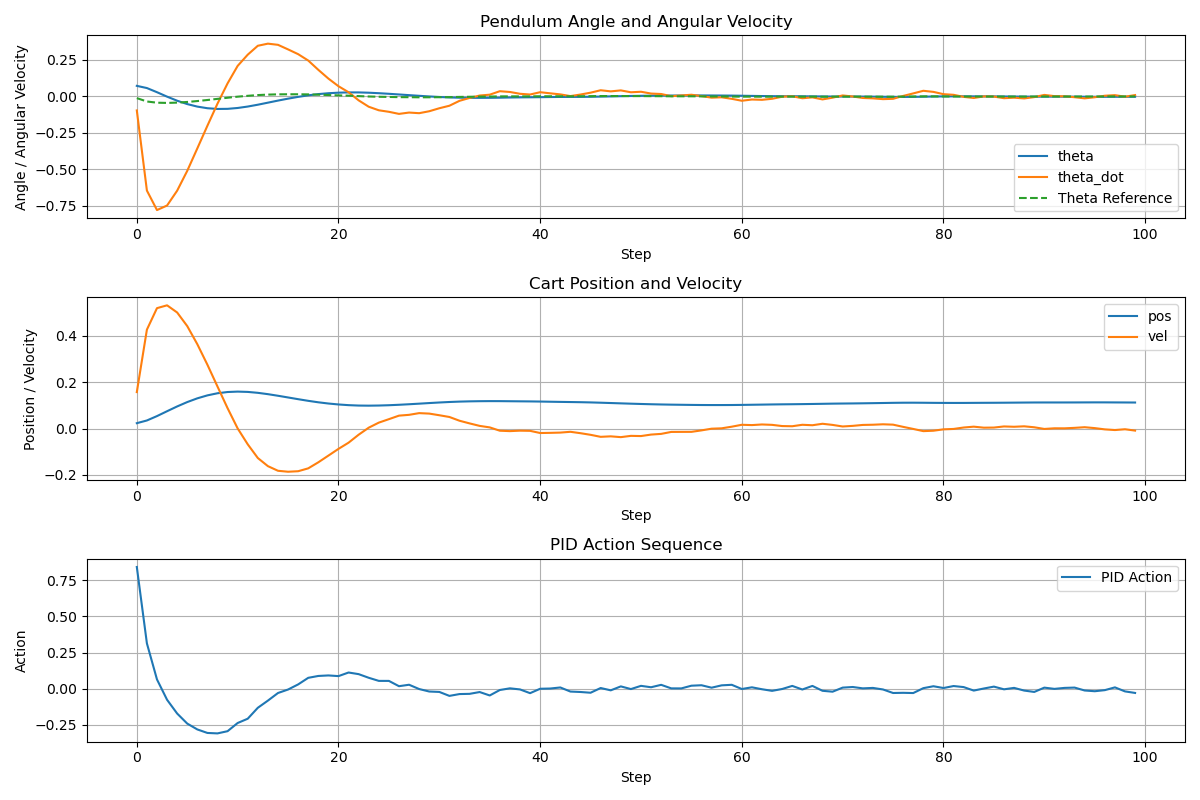 Pendulum Angle and Angular Velocity
Angle / Angular Velocity
0.25
0.00
−0.25
−0.50
−0.75
theta
theta_dot
Theta Reference
0 20 40 60 80 100
Step
Cart Position and Velocity
Position / Velocity
0.4
0.2
0.0
−0.2
pos
vel
0 20 40 60 80 100
Step
PID Action Sequence
Action
0.75
0.50
0.25
0.00
−0.25
PID Action
0 20 40 60 80 100
Step